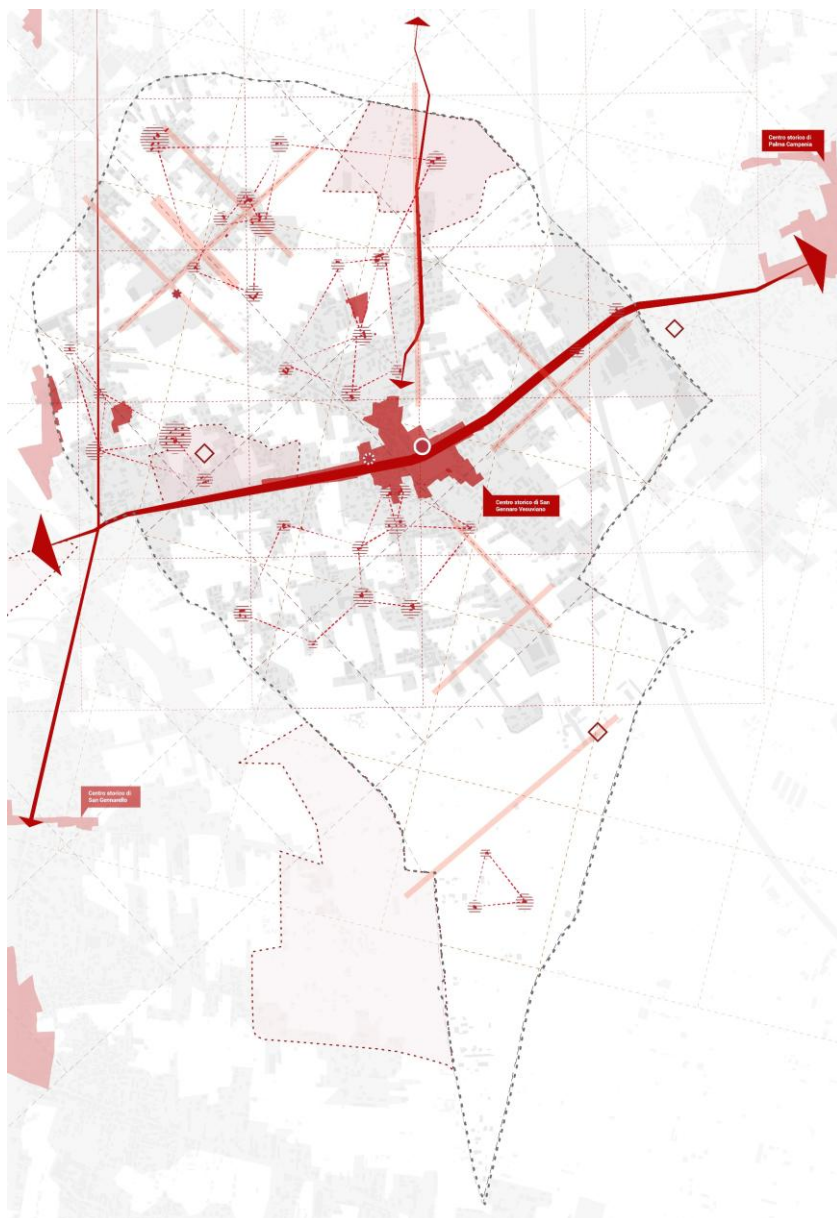 Centro storico di
Palma Campania
Centro storico di San
Gennaro Vesuviano
Centro storico di
San Gennarello